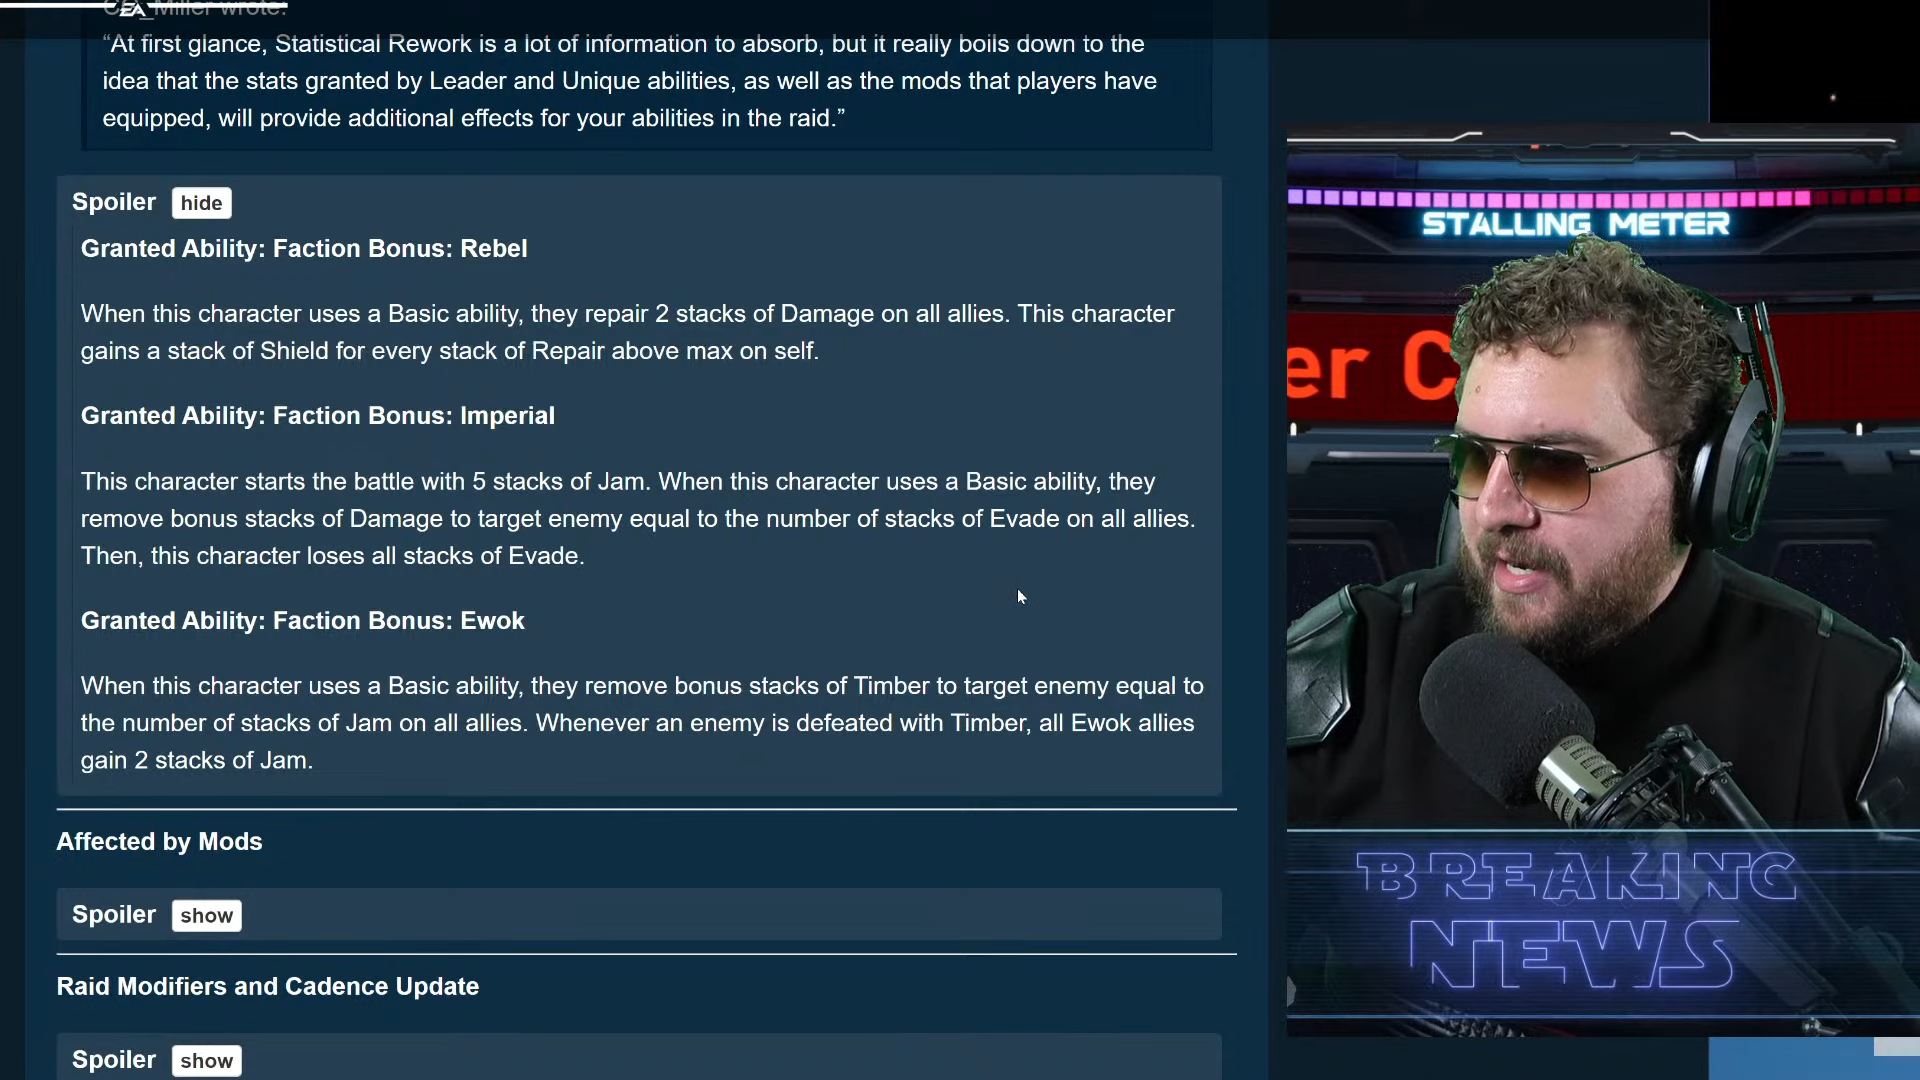 EA
CG_Miller wrote:
“At first glance, Statistical Rework is a lot of information to absorb, but it really boils down to the
idea that the stats granted by Leader and Unique abilities, as well as the mods that players have
equipped, will provide additional effects for your abilities in the raid.”
Spoiler hide
Granted Ability: Faction Bonus: Rebel
When this character uses a Basic ability, they repair 2 stacks of Damage on all allies. This character
gains a stack of Shield for every stack of Repair above max on self.
Granted Ability: Faction Bonus: Imperial
This character starts the battle with 5 stacks of Jam. When this character uses a Basic ability, they
remove bonus stacks of Damage to target enemy equal to the number of stacks of Evade on all allies.
Then, this character loses all stacks of Evade.
Granted Ability: Faction Bonus: Ewok
When this character uses a Basic ability, they remove bonus stacks of Timber to target enemy equal to
the number of stacks of Jam on all allies. Whenever an enemy is defeated with Timber, all Ewok allies
gain 2 stacks of Jam.
Affected by Mods
Spoiler show
Raid Modifiers and Cadence Update
Spoiler show
STALLING METER
er C
BREAKING
NEWS